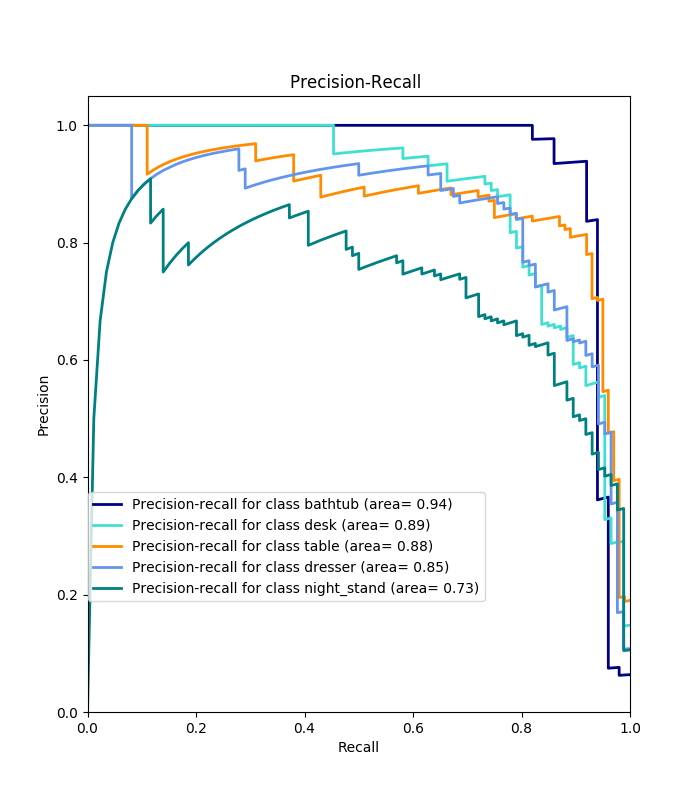 Precision-Recall
1.0
0.8
0.6
0.4
0.2
0.0
Precision
Precision-recall for class bathtub (area= 0.94)
Precision-recall for class desk (area= 0.89)
Precision-recall for class table (area= 0.88)
Precision-recall for class dresser (area= 0.85)
Precision-recall for class night_stand (area= 0.73)
0.0 0.2 0.4 0.6 0.8 1.0
Recall